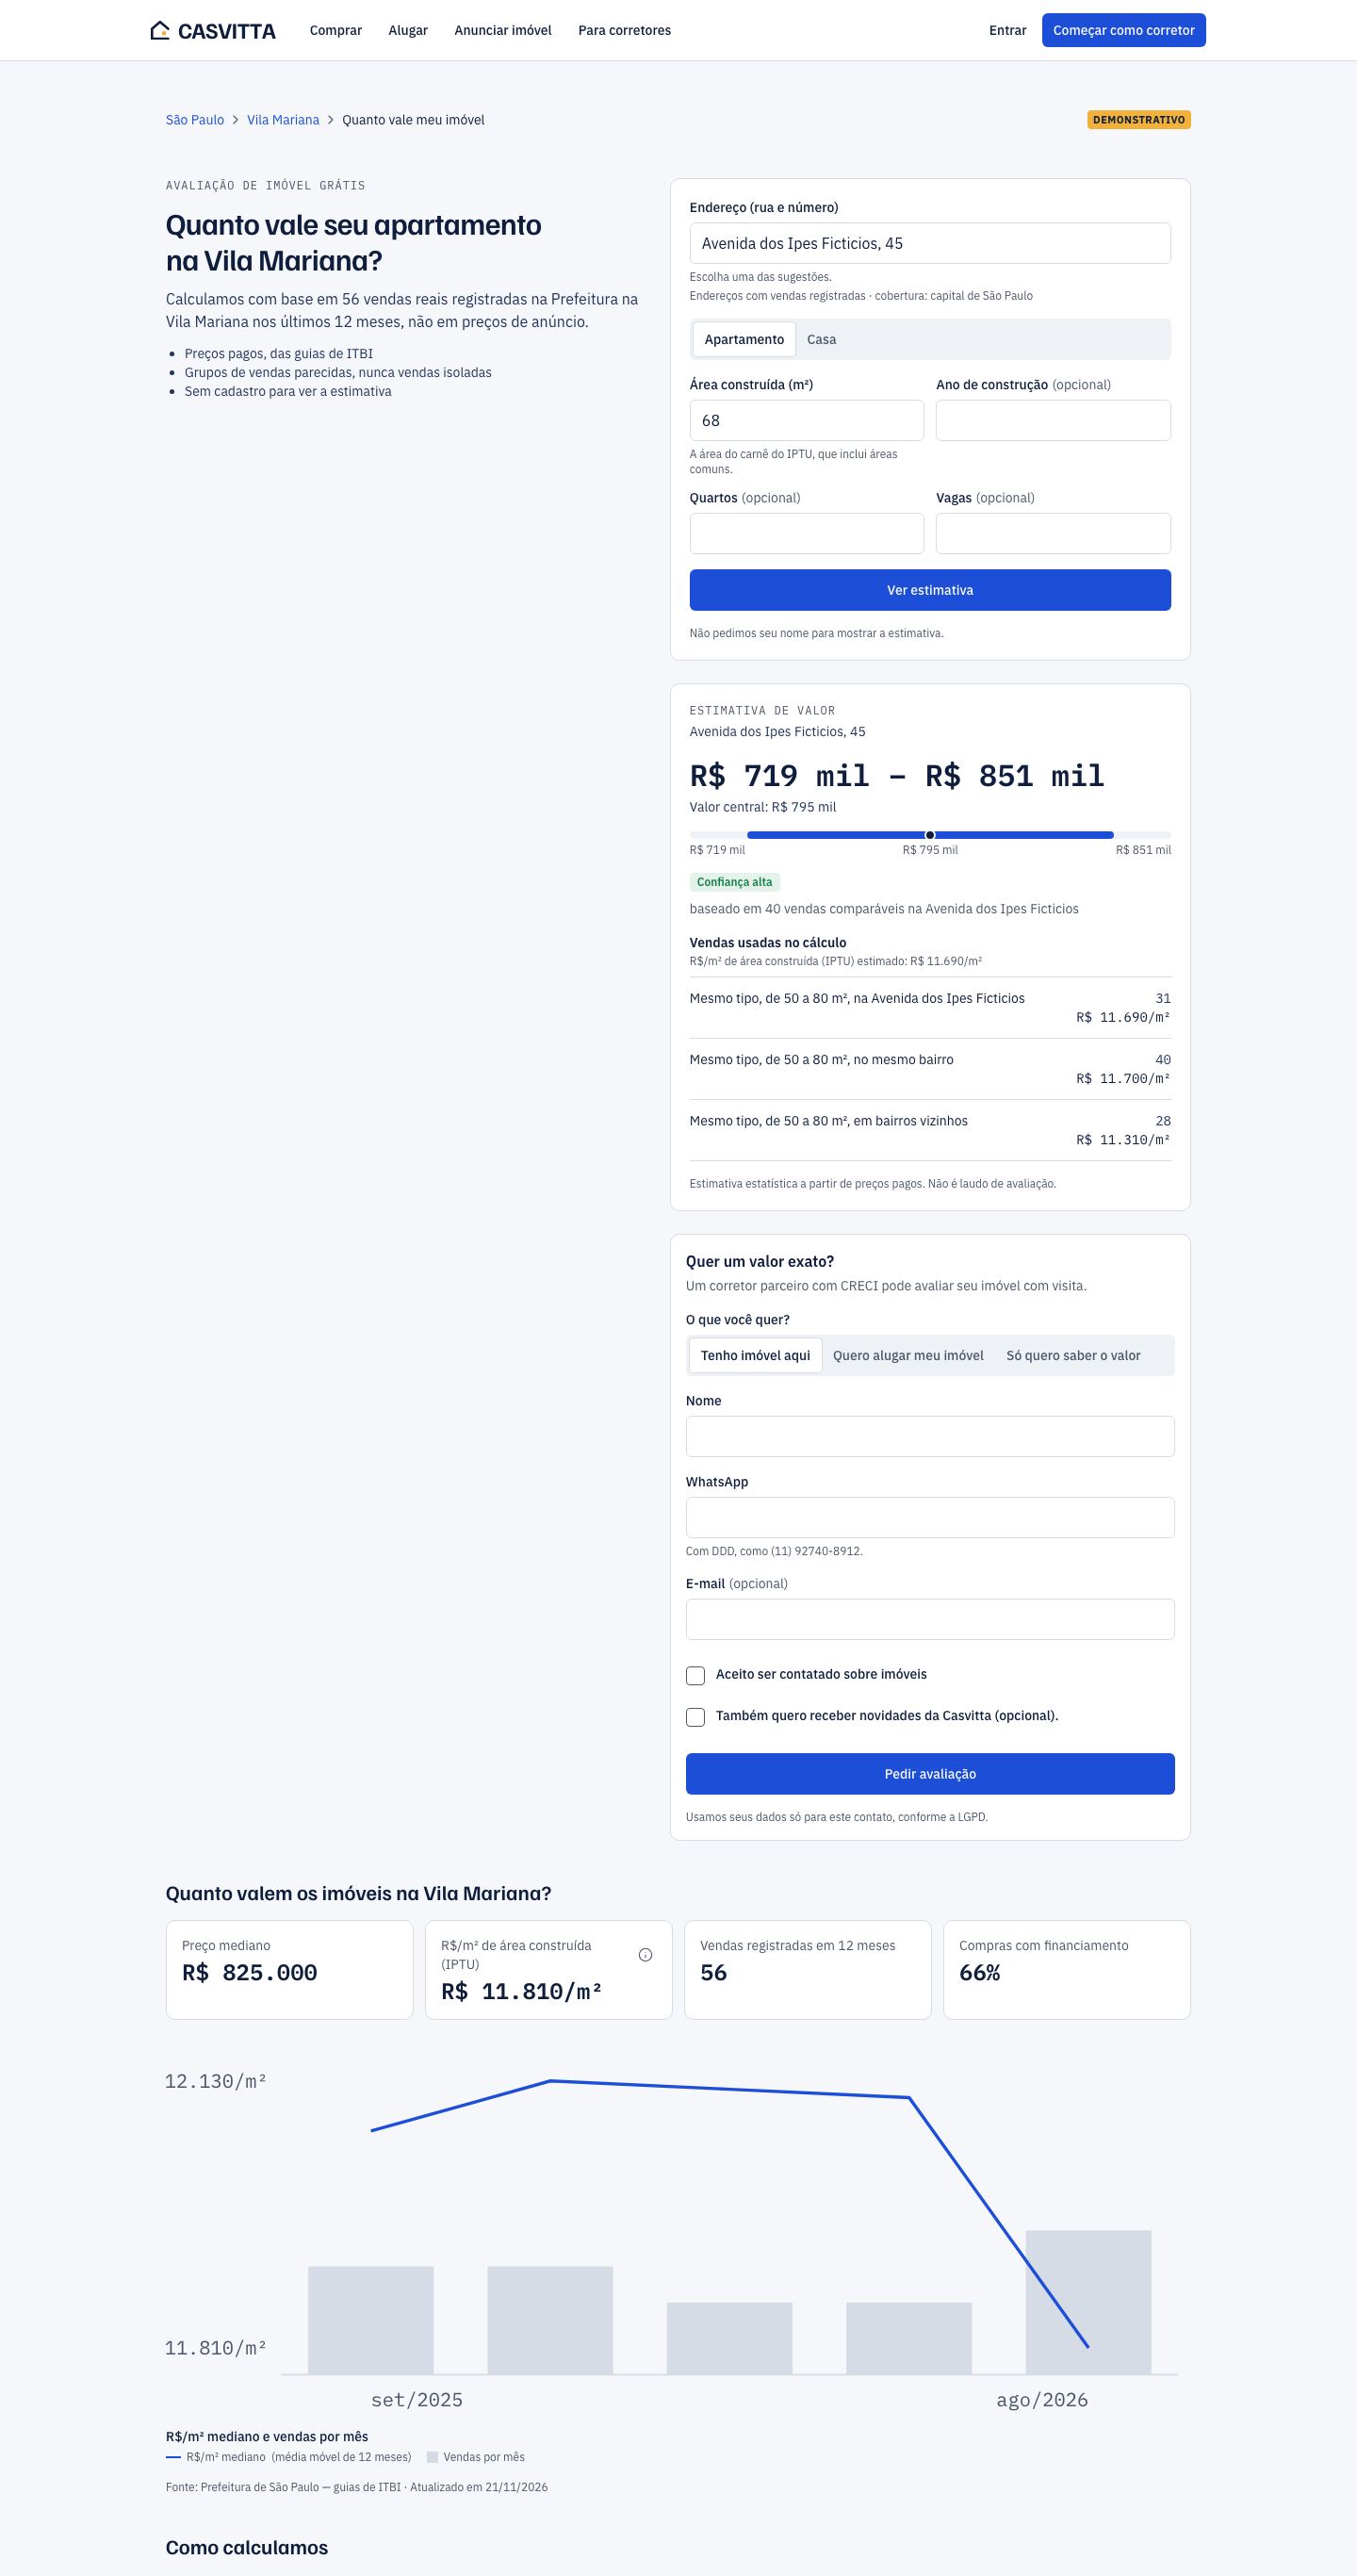 CASVITTA
Comprar
Alugar
Anunciar imóvel
Para corretores
Entrar
Começar como corretor
São Paulo > Vila Mariana > Quanto vale meu imóvel
DEMONSTRATIVO
AVALIAÇÃO DE IMÓVEL GRÁTIS
Quanto vale seu apartamento
na Vila Mariana?
Calculamos com base em 56 vendas reais registradas na Prefeitura na
Vila Mariana nos últimos 12 meses, não em preços de anúncio.
• Preços pagos, das guias de ITBI
• Grupos de vendas parecidas, nunca vendas isoladas
• Sem cadastro para ver a estimativa
Endereço (rua e número)
Avenida dos Ipes Ficticios, 45
Escolha uma das sugestões.
Endereços com vendas registradas · cobertura: capital de São Paulo
Apartamento
Casa
Área construída (m²)
Ano de construção (opcional)
68
A área do carnê do IPTU, que inclui áreas
comuns.
Quartos (opcional)
Vagas (opcional)
Ver estimativa
Não pedimos seu nome para mostrar a estimativa.
ESTIMATIVA DE VALOR
Avenida dos Ipes Ficticios, 45
R$ 719 mil – R$ 851 mil
Valor central: R$ 795 mil
R$ 719 mil
R$ 795 mil
R$ 851 mil
Confiança alta
baseado em 40 vendas comparáveis na Avenida dos Ipes Ficticios
Vendas usadas no cálculo
R$/m² de área construída (IPTU) estimado: R$ 11.690/m²
Mesmo tipo, de 50 a 80 m², na Avenida dos Ipes Ficticios
31
R$ 11.690/m²
Mesmo tipo, de 50 a 80 m², no mesmo bairro
40
R$ 11.700/m²
Mesmo tipo, de 50 a 80 m², em bairros vizinhos
28
R$ 11.310/m²
Estimativa estatística a partir de preços pagos. Não é laudo de avaliação.
Quer um valor exato?
Um corretor parceiro com CRECI pode avaliar seu imóvel com visita.
O que você quer?
Tenho imóvel aqui
Quero alugar meu imóvel
Só quero saber o valor
Nome
WhatsApp
Com DDD, como (11) 92740-8912.
E-mail (opcional)
Aceito ser contatado sobre imóveis
Também quero receber novidades da Casvitta (opcional).
Pedir avaliação
Usamos seus dados só para este contato, conforme a LGPD.
Quanto valem os imóveis na Vila Mariana?
Preço mediano
R$ 825.000
R$/m² de área construída
(IPTU)
R$ 11.810/m²
Vendas registradas em 12 meses
56
Compras com financiamento
66%
12.130/m²
11.810/m²
set/2025
ago/2026
R$/m² mediano e vendas por mês
R$/m² mediano (média móvel de 12 meses)
Vendas por mês
Fonte: Prefeitura de São Paulo — guias de ITBI · Atualizado em 21/11/2026
Como calculamos